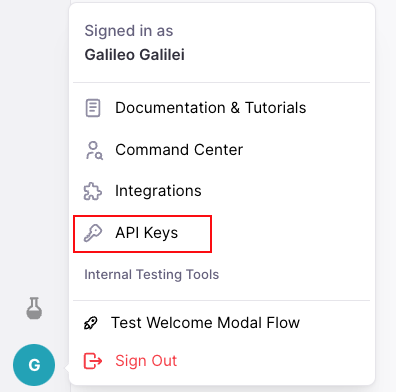 Signed in as
Galileo Galilei
Documentation & Tutorials
Command Center
Integrations
API Keys
Internal Testing Tools
Test Welcome Modal Flow
G
Sign Out